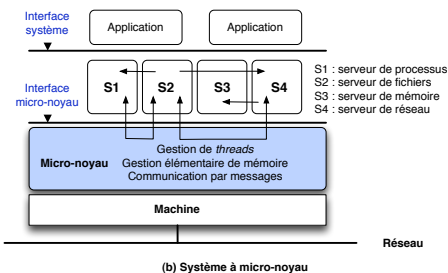 Interface
système
Application
Application
Interface
micro-noyau
S1
S2
S3
S4
S1 : serveur de processus
S2 : serveur de fichiers
S3 : serveur de mémoire
S4 : serveur de réseau
Micro-noyau
Gestion de threads
Gestion élémentaire de mémoire
Communication par messages
Machine
Réseau
(b) Système à micro-noyau